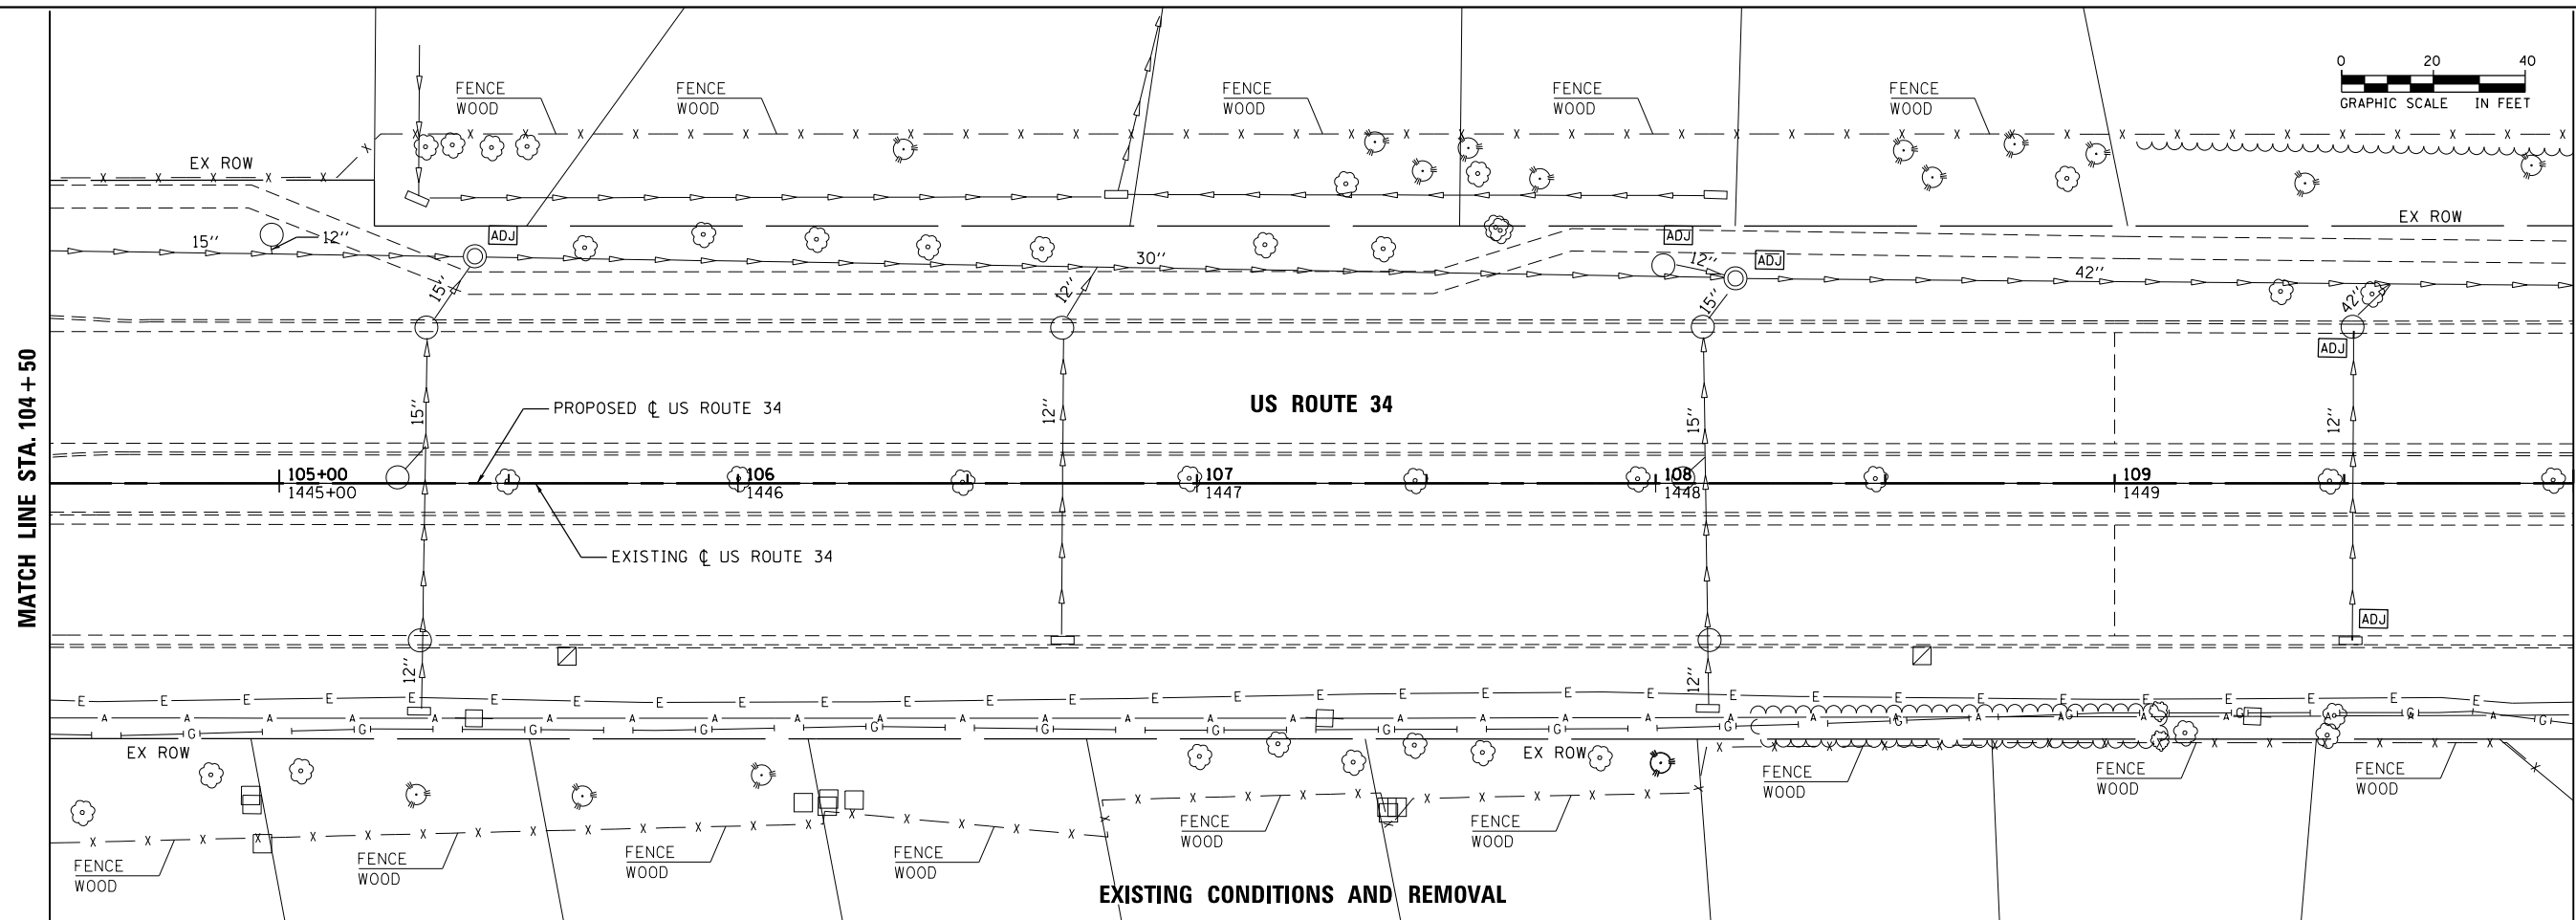 0 20 40
GRAPHIC SCALE IN FEET
FENCE
WOOD
FENCE
WOOD
FENCE
WOOD
FENCE
WOOD
FENCE
WOOD
EX ROW
EX ROW
15"
12"
ADJ
30"
ADJ
12"
ADJ
42"
15"
12"
15"
42"
ADJ
MATCH LINE STA. 104+50
15"
PROPOSED ℄ US ROUTE 34
12"
US ROUTE 34
15"
12"
105+00
1445+00
106
1446
107
1447
108
1448
109
1449
EXISTING ℄ US ROUTE 34
ADJ
12"
12"
E E E E E E E E E E E E E E E E E E E E E E E E E E E E E E
A A A A A A A A A A A A A A A A A A A A A A A A A A A A A A
G G G G G G G G G G G G G G G
EX ROW
EX ROW
FENCE
WOOD
FENCE
WOOD
FENCE
WOOD
FENCE
WOOD
FENCE
WOOD
FENCE
WOOD
FENCE
WOOD
FENCE
WOOD
FENCE
WOOD
EXISTING CONDITIONS AND REMOVAL